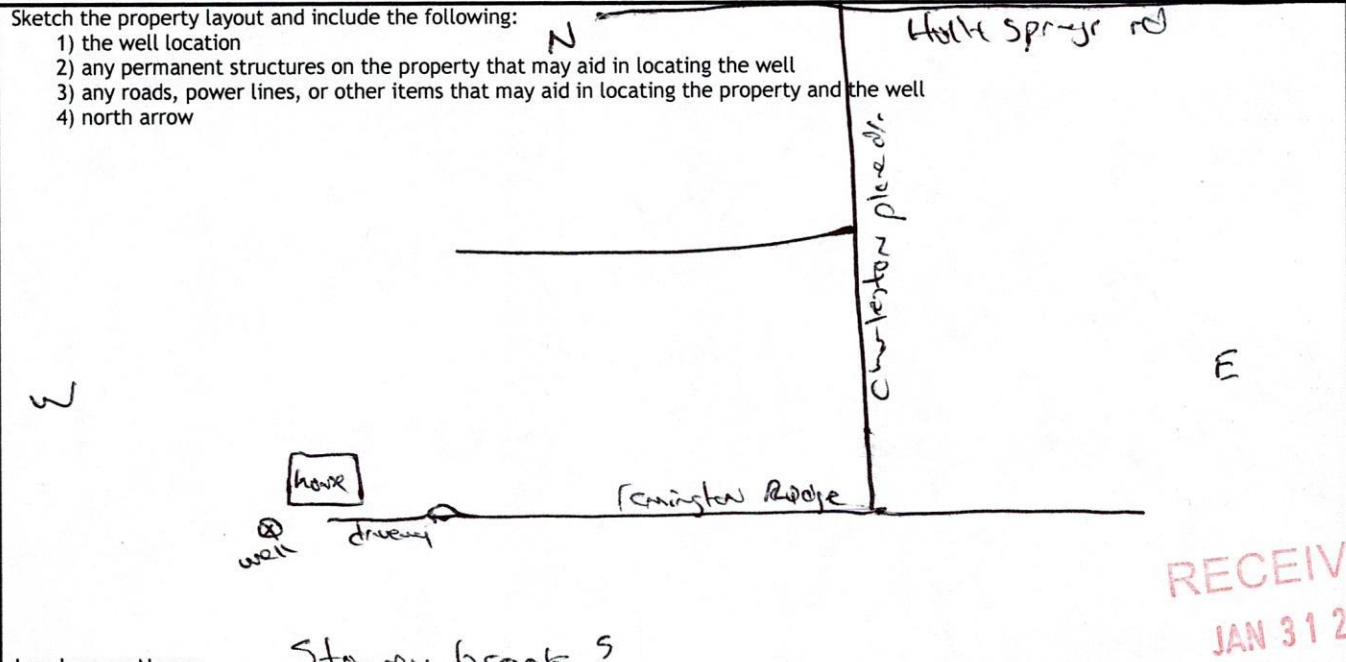 Sketch the property layout and include the following:
1) the well location
2) any permanent structures on the property that may aid in locating the well
3) any roads, power lines, or other items that may aid in locating the property and the well
4) north arrow
N
rd
Charleston place dr.
W
E
house
well
driveway
Remington Ridge
RECEIV
JAN 31 2
S